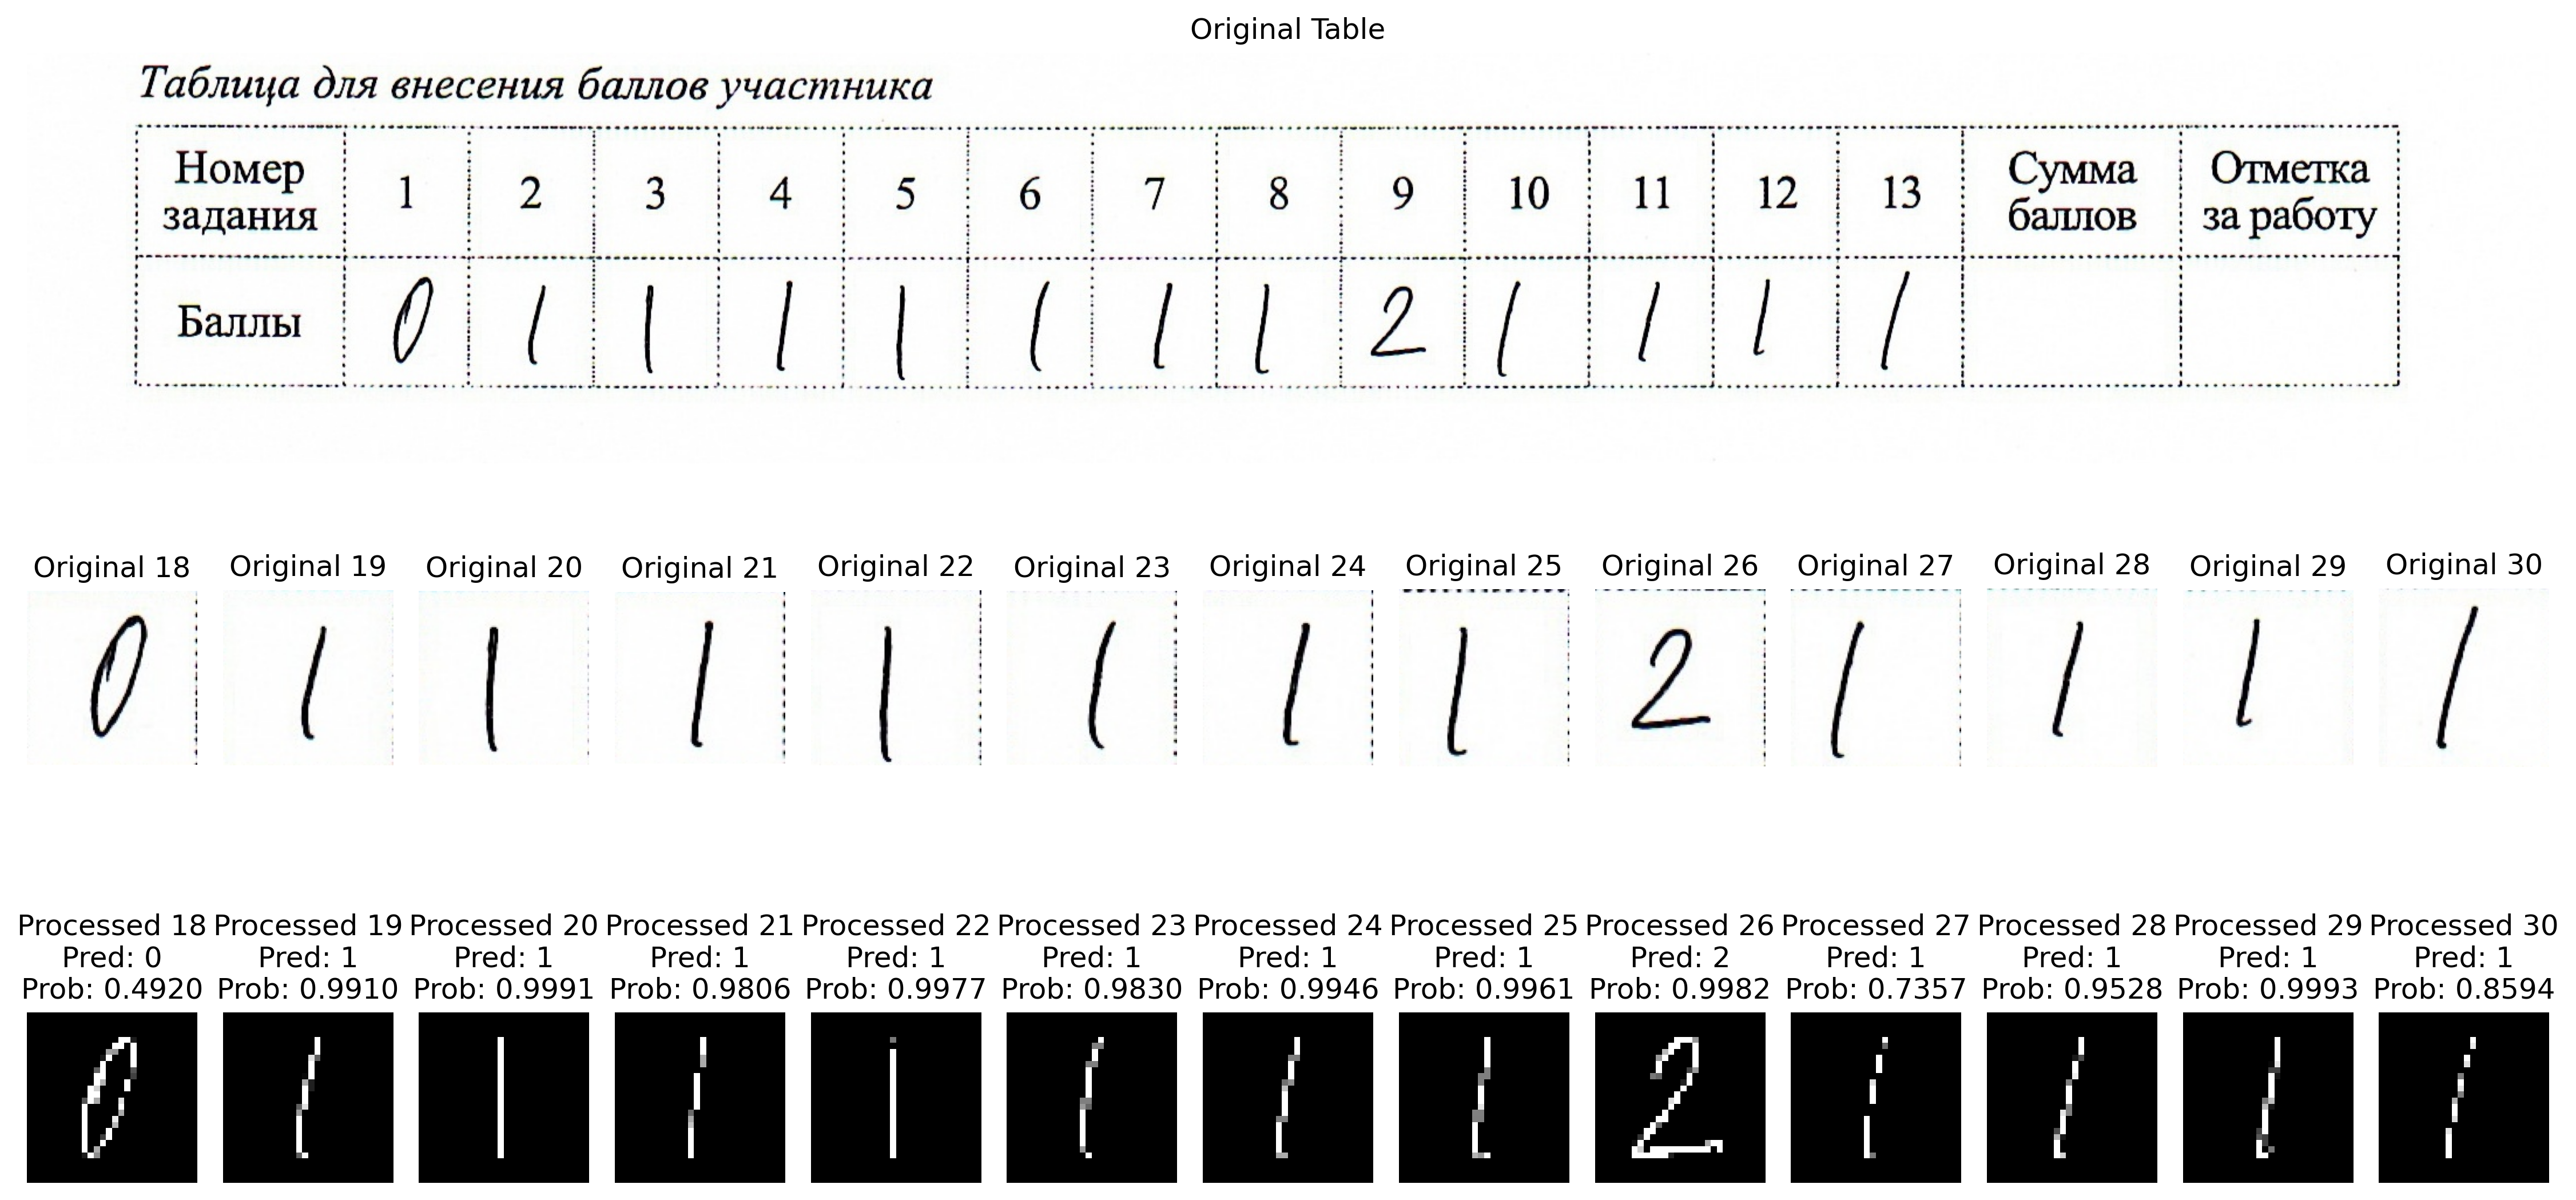 Original Table
Таблица для внесения баллов участника
Номер задания 1 2 3 4 5 6 7 8 9 10 11 12 13 Сумма баллов Отметка за работу
Баллы 0 1 1 1 1 1 1 1 2 1 1 1 1
Original 18 Original 19 Original 20 Original 21 Original 22 Original 23 Original 24 Original 25 Original 26 Original 27 Original 28 Original 29 Original 30
0 1 1 1 1 1 1 1 2 1 1 1 1
Processed 18 Processed 19 Processed 20 Processed 21 Processed 22 Processed 23 Processed 24 Processed 25 Processed 26 Processed 27 Processed 28 Processed 29 Processed 30
Pred: 0 Pred: 1 Pred: 1 Pred: 1 Pred: 1 Pred: 1 Pred: 1 Pred: 1 Pred: 2 Pred: 1 Pred: 1 Pred: 1 Pred: 1
Prob: 0.4920 Prob: 0.9910 Prob: 0.9991 Prob: 0.9806 Prob: 0.9977 Prob: 0.9830 Prob: 0.9946 Prob: 0.9961 Prob: 0.9982 Prob: 0.7357 Prob: 0.9528 Prob: 0.9993 Prob: 0.8594
0 1 1 1 1 1 1 1 2 1 1 1 1